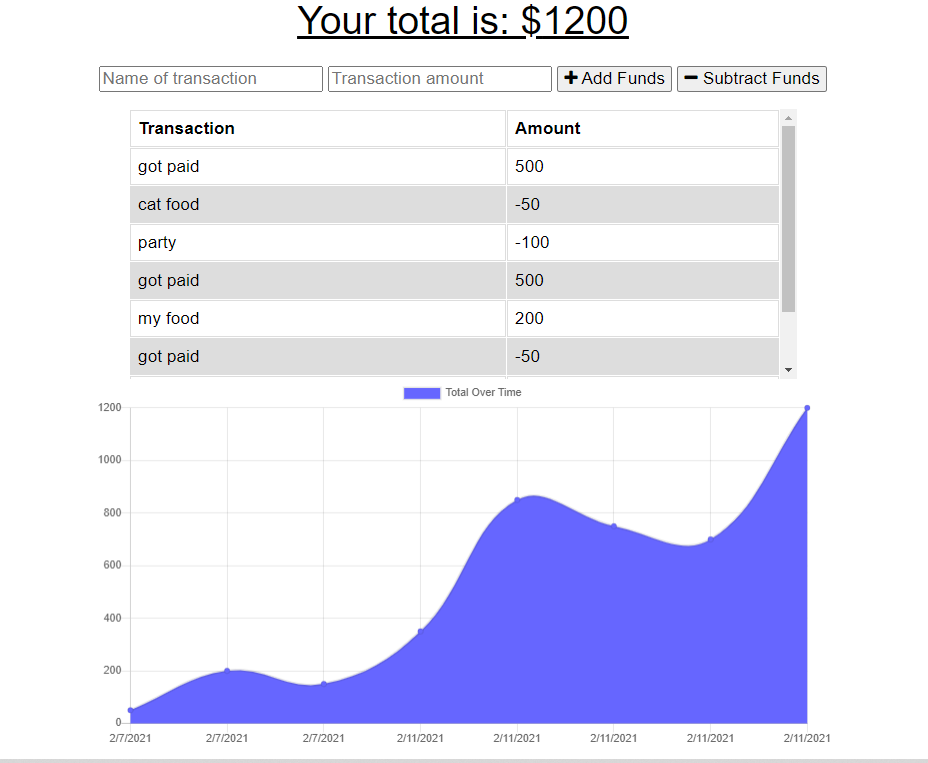 Your total is: $1200
Name of transaction Transaction amount + Add Funds − Subtract Funds
Transaction Amount
got paid 500
cat food -50
party -100
got paid 500
my food 200
got paid -50
Total Over Time
1200
1000
800
600
400
200
0
2/7/2021 2/7/2021 2/7/2021 2/11/2021 2/11/2021 2/11/2021 2/11/2021 2/11/2021